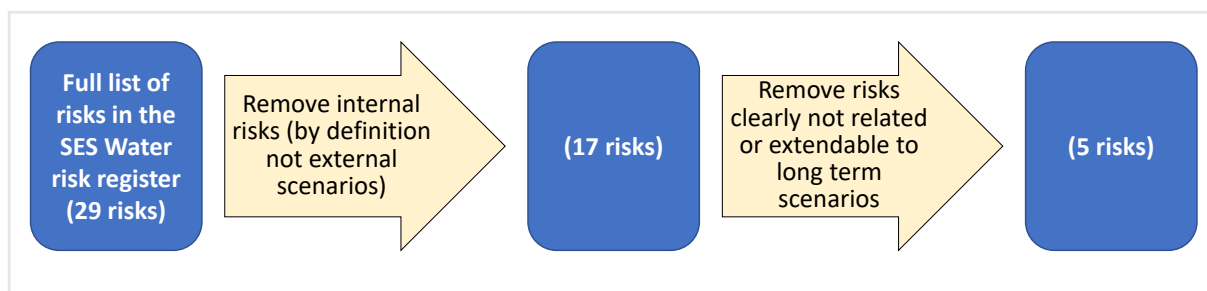 Full list of
risks in the
SES Water
risk register
(29 risks)
Remove internal
risks (by definition
not external
scenarios)
(17 risks)
Remove risks
clearly not related
or extendable to
long term
scenarios
(5 risks)